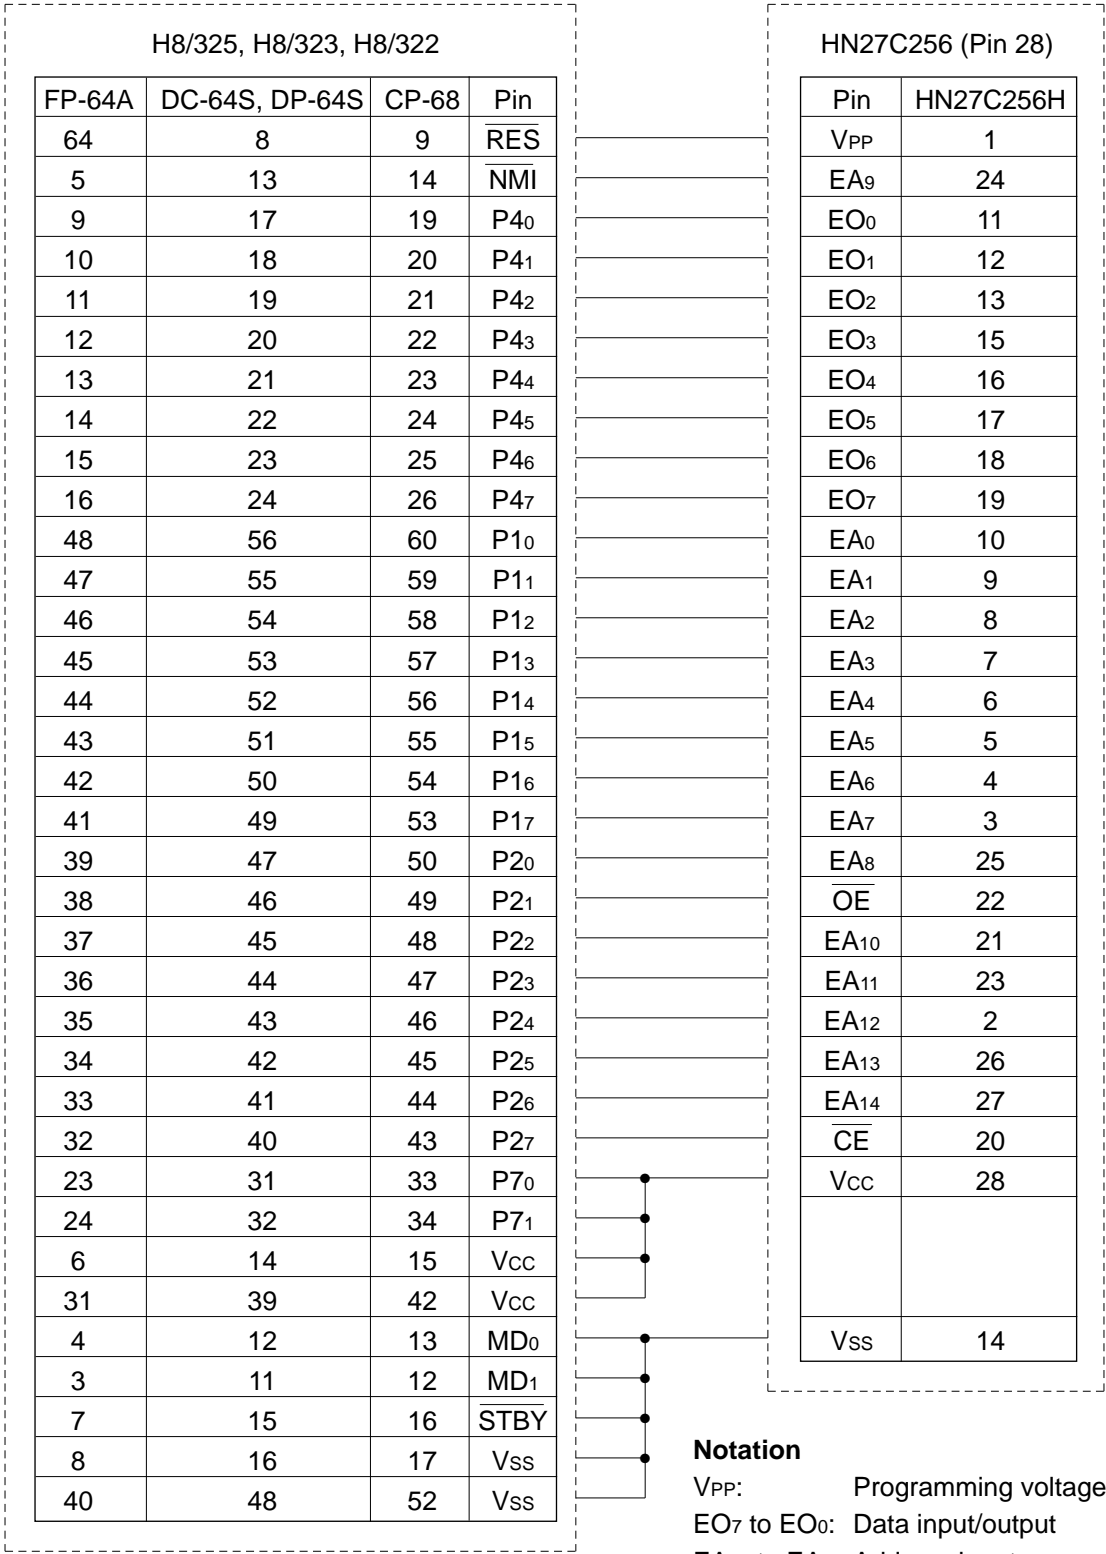 H8/325, H8/323, H8/322
FP-64A DC-64S, DP-64S CP-68 Pin
64 8 9 R̅E̅S̅
5 13 14 N̅M̅I̅
9 17 19 P4₀
10 18 20 P4₁
11 19 21 P4₂
12 20 22 P4₃
13 21 23 P4₄
14 22 24 P4₅
15 23 25 P4₆
16 24 26 P4₇
48 56 60 P1₀
47 55 59 P1₁
46 54 58 P1₂
45 53 57 P1₃
44 52 56 P1₄
43 51 55 P1₅
42 50 54 P1₆
41 49 53 P1₇
39 47 50 P2₀
38 46 49 P2₁
37 45 48 P2₂
36 44 47 P2₃
35 43 46 P2₄
34 42 45 P2₅
33 41 44 P2₆
32 40 43 P2₇
23 31 33 P7₀
24 32 34 P7₁
6 14 15 VCC
31 39 42 VCC
4 12 13 MD₀
3 11 12 MD₁
7 15 16 S̅T̅B̅Y̅
8 16 17 VSS
40 48 52 VSS
HN27C256 (Pin 28)
Pin HN27C256H
VPP 1
EA₉ 24
EO₀ 11
EO₁ 12
EO₂ 13
EO₃ 15
EO₄ 16
EO₅ 17
EO₆ 18
EO₇ 19
EA₀ 10
EA₁ 9
EA₂ 8
EA₃ 7
EA₄ 6
EA₅ 5
EA₆ 4
EA₇ 3
EA₈ 25
O̅E̅ 22
EA₁₀ 21
EA₁₁ 23
EA₁₂ 2
EA₁₃ 26
EA₁₄ 27
C̅E̅ 20
VCC 28
VSS 14
Notation
VPP: Programming voltage
EO₇ to EO₀: Data input/output